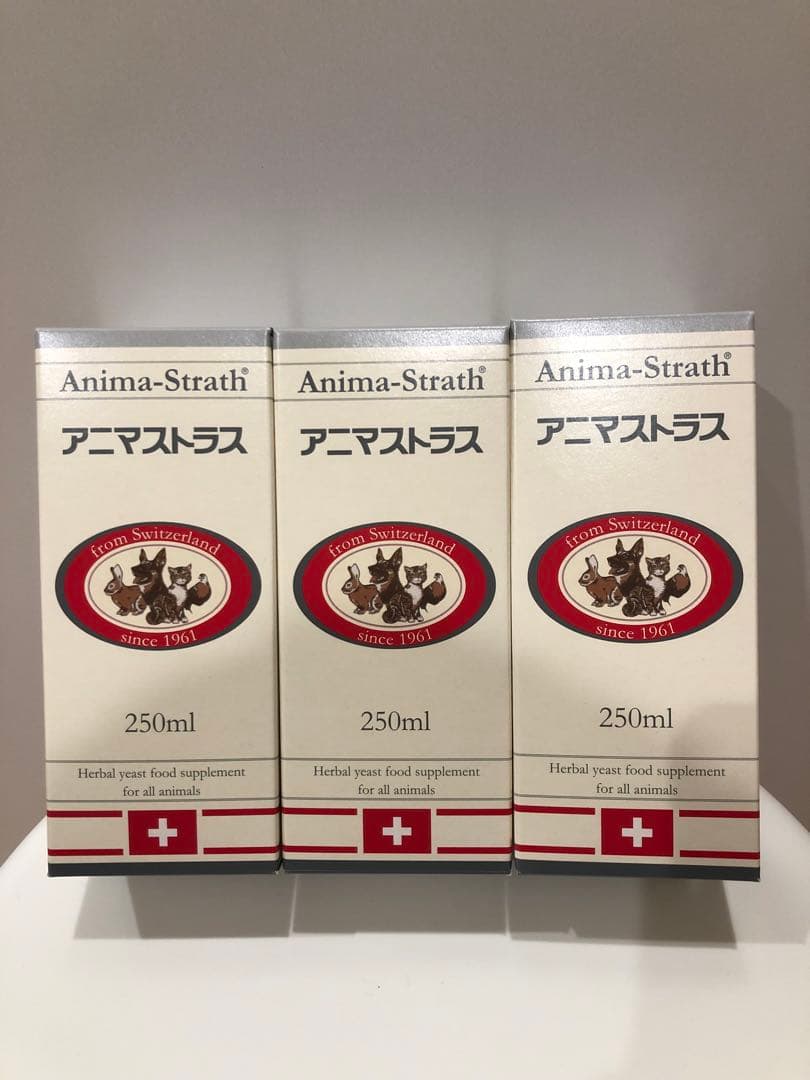 Anima-Strath®
アニマストラス
from Switzerland
since 1961
250ml
Herbal yeast food supplement
for all animals
Anima-Strath®
アニマストラス
from Switzerland
since 1961
250ml
Herbal yeast food supplement
for all animals
Anima-Strath®
アニマストラス
from Switzerland
since 1961
250ml
Herbal yeast food supplement
for all animals